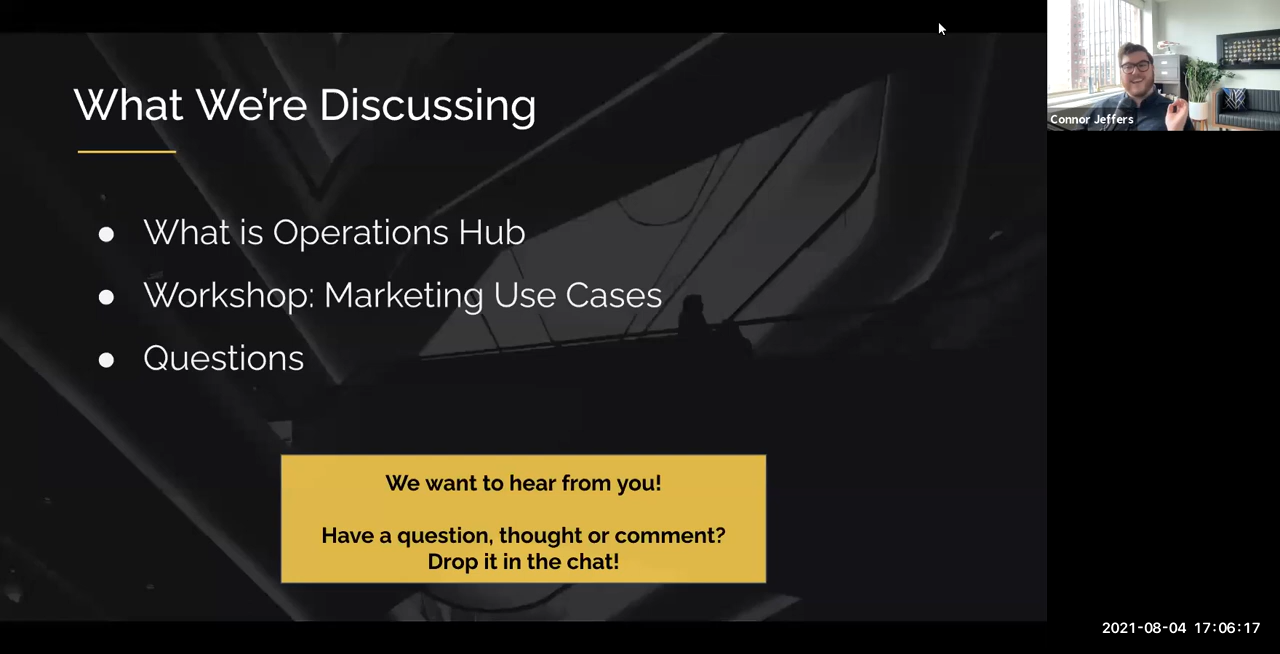 What We're Discussing
● What is Operations Hub
● Workshop: Marketing Use Cases
● Questions
We want to hear from you!
Have a question, thought or comment?
Drop it in the chat!
Connor Jeffers
2021-08-04 17:06:17